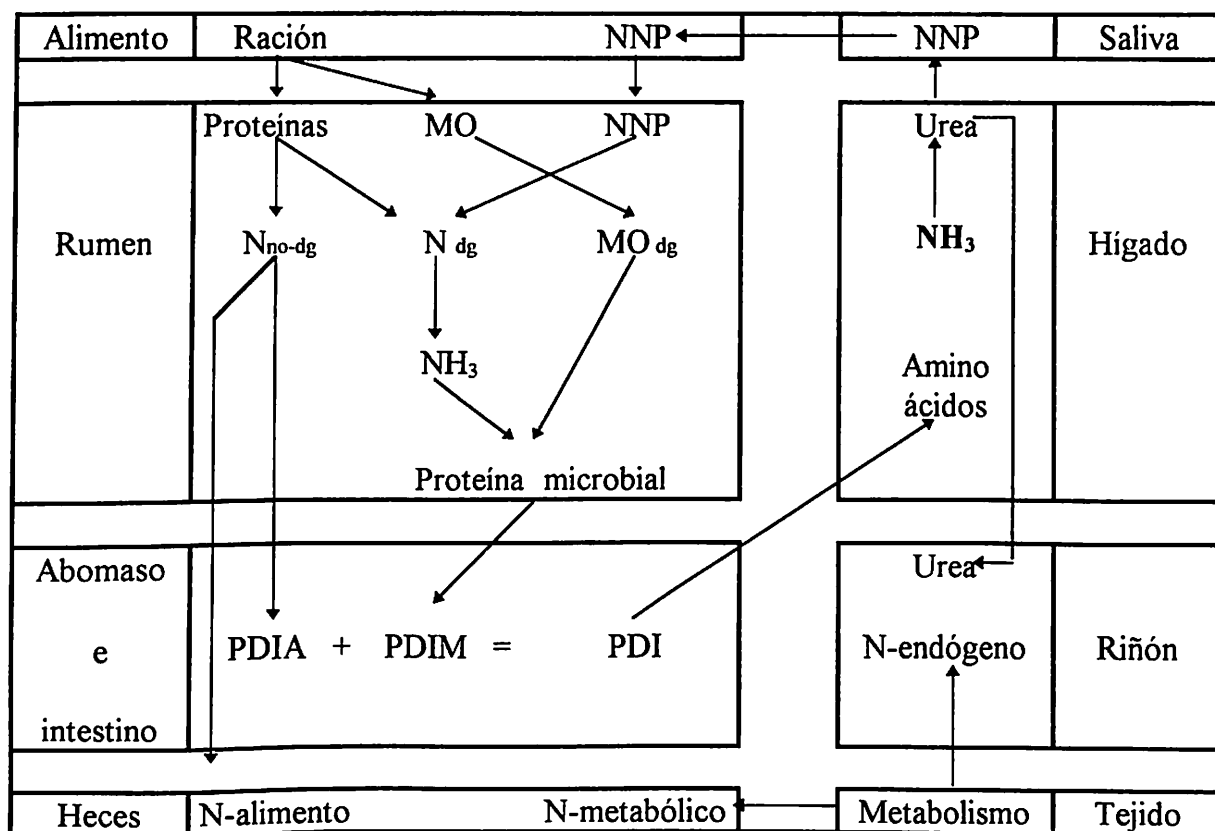 Alimento Ración NNP NNP Saliva
Proteínas MO NNP Urea
Rumen Nno-dg N dg MO dg NH₃ Hígado
NH₃ Amino
ácidos
Proteína microbial
Abomaso Urea
e PDIA + PDIM = PDI N-endógeno Riñón
intestino
Heces N-alimento N-metabólico Metabolismo Tejido